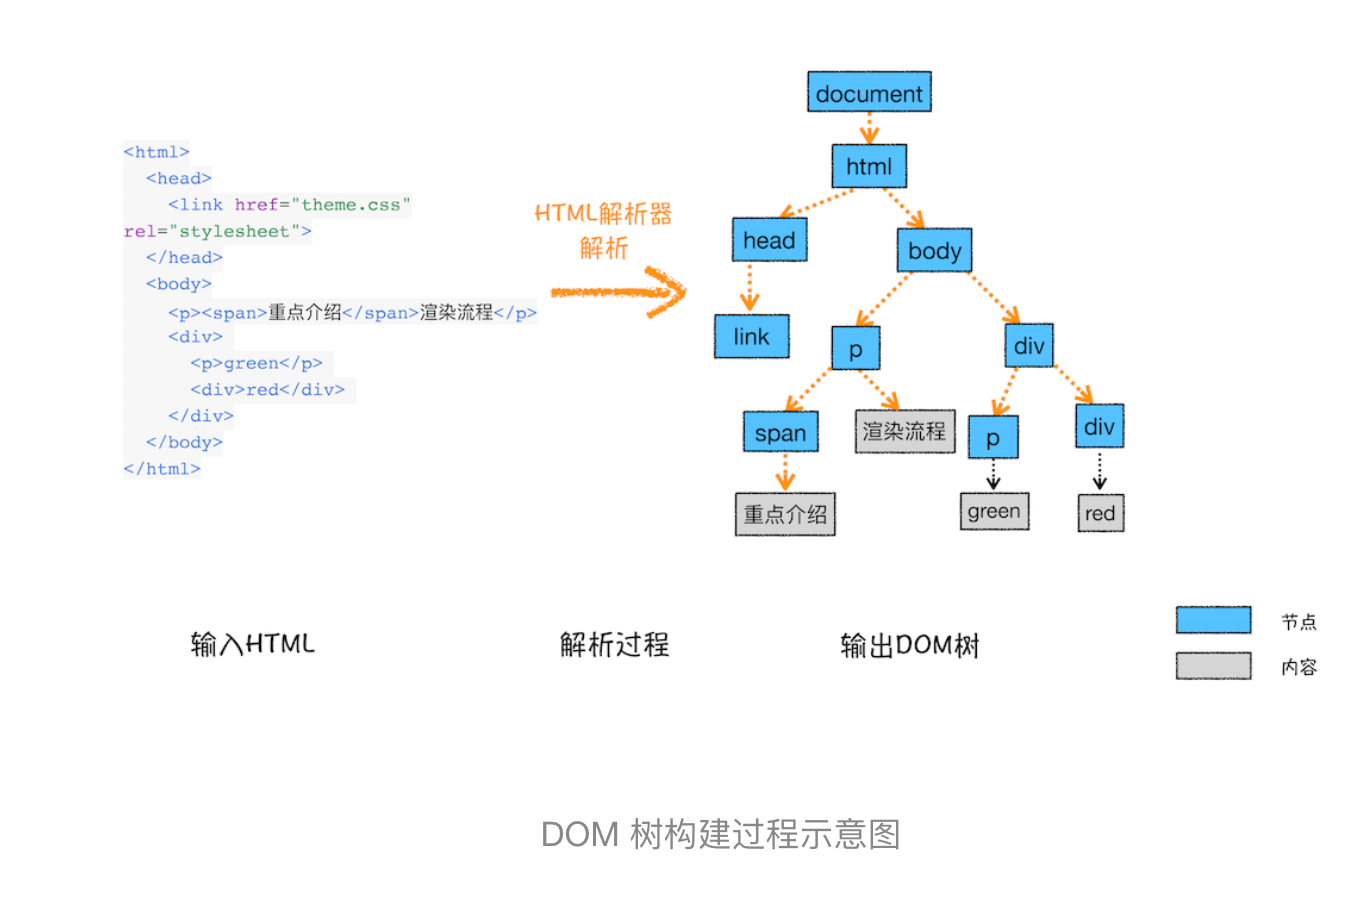 <html>
<head>
<link href="theme.css"
rel="stylesheet">
</head>
<body>
<p><span>重点介绍</span>渲染流程</p>
<div>
<p>green</p>
<div>red</div>
</div>
</body>
</html>
HTML解析器
解析
document
html
head
body
link
p
div
span
渲染流程
p
div
重点介绍
green
red
输入HTML
解析过程
输出DOM树
节点
内容
DOM 树构建过程示意图